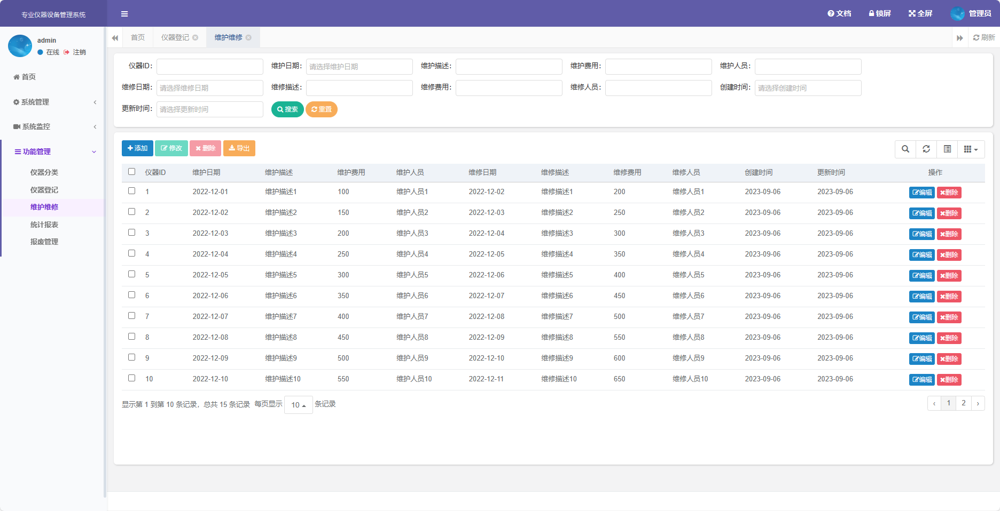 专业仪器设备管理系统
文档 锁屏 全屏 管理员
admin
在线 注销
首页 仪器登记 维护维修 刷新
首页
系统管理
系统监控
功能管理
仪器分类
仪器登记
维护维修
统计报表
报废管理
仪器ID： 维护日期： 请选择维护日期 维护描述： 维护费用： 维护人员：
维修日期： 请选择维修日期 维修描述： 维修费用： 维修人员： 创建时间： 请选择创建时间
更新时间： 请选择更新时间 搜索 重置
添加 修改 删除 导出
仪器ID 维护日期 维护描述 维护费用 维护人员 维修日期 维修描述 维修费用 维修人员 创建时间 更新时间 操作
1 2022-12-01 维护描述1 100 维护人员1 2022-12-02 维修描述1 200 维修人员1 2023-09-06 2023-09-06 编辑 删除
2 2022-12-02 维护描述2 150 维护人员2 2022-12-03 维修描述2 250 维修人员2 2023-09-06 2023-09-06 编辑 删除
3 2022-12-03 维护描述3 200 维护人员3 2022-12-04 维修描述3 300 维修人员3 2023-09-06 2023-09-06 编辑 删除
4 2022-12-04 维护描述4 250 维护人员4 2022-12-05 维修描述4 350 维修人员4 2023-09-06 2023-09-06 编辑 删除
5 2022-12-05 维护描述5 300 维护人员5 2022-12-06 维修描述5 400 维修人员5 2023-09-06 2023-09-06 编辑 删除
6 2022-12-06 维护描述6 350 维护人员6 2022-12-07 维修描述6 450 维修人员6 2023-09-06 2023-09-06 编辑 删除
7 2022-12-07 维护描述7 400 维护人员7 2022-12-08 维修描述7 500 维修人员7 2023-09-06 2023-09-06 编辑 删除
8 2022-12-08 维护描述8 450 维护人员8 2022-12-09 维修描述8 550 维修人员8 2023-09-06 2023-09-06 编辑 删除
9 2022-12-09 维护描述9 500 维护人员9 2022-12-10 维修描述9 600 维修人员9 2023-09-06 2023-09-06 编辑 删除
10 2022-12-10 维护描述10 550 维护人员10 2022-12-11 维修描述10 650 维修人员10 2023-09-06 2023-09-06 编辑 删除
显示第 1 到第 10 条记录，总共 15 条记录 每页显示 10 条记录 ‹ 1 2 ›